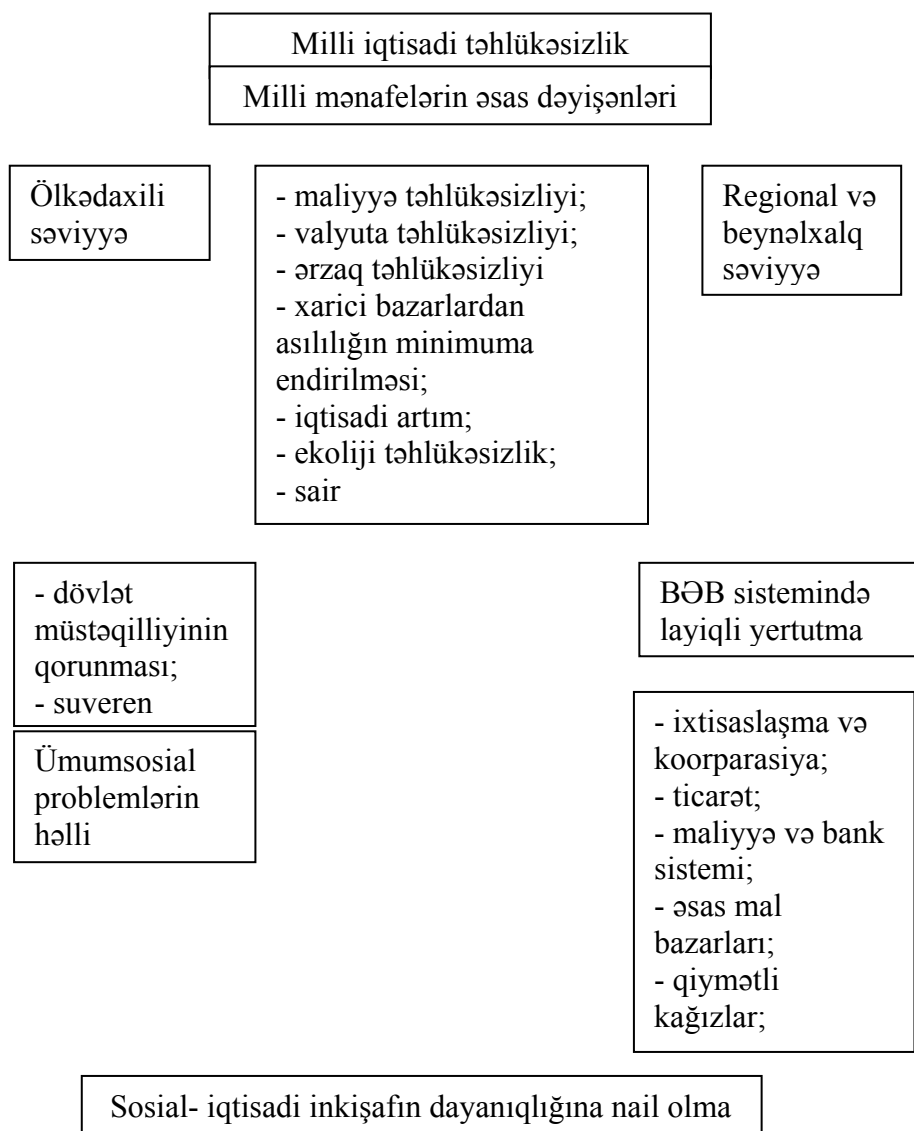 Milli iqtisadi təhlükəsizlik
Milli mənafelərin əsas dəyişənləri
Ölkədaxili
səviyyə
- maliyyə təhlükəsizliyi;
- valyuta təhlükəsizliyi;
- ərzaq təhlükəsizliyi
- xarici bazarlardan
asılılığın minimuma
endirilməsi;
- iqtisadi artım;
- ekoliji təhlükəsizlik;
- sair
Regional və
beynəlxalq
səviyyə
- dövlət
müstəqilliyinin
qorunması;
- suveren
Ümumsosial
problemlərin
həlli
BƏB sistemində
layiqli yertutma
- ixtisaslaşma və
koorparasiya;
- ticarət;
- maliyyə və bank
sistemi;
- əsas mal
bazarları;
- qiymətli
kağızlar;
Sosial- iqtisadi inkişafın dayanıqlığına nail olma